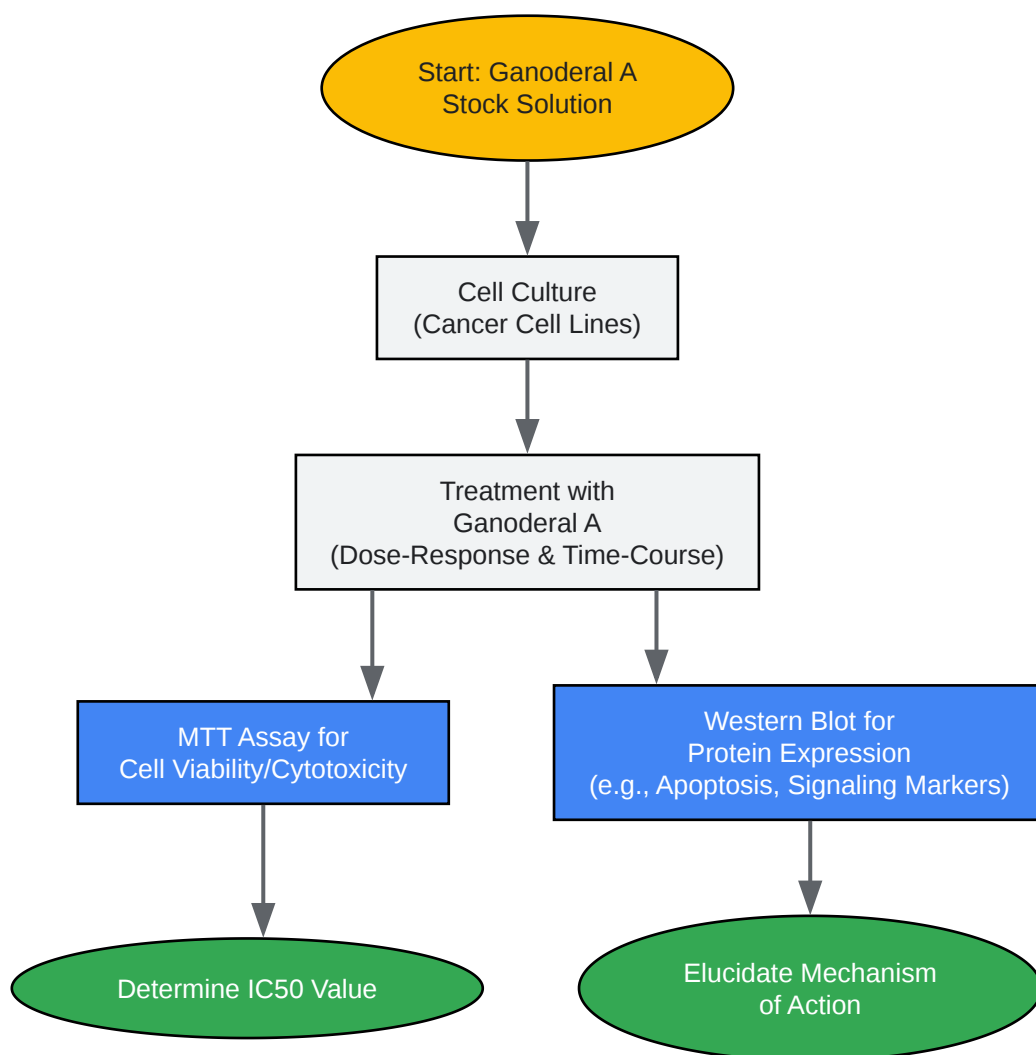 Start: Ganoderal A
Stock Solution
Cell Culture
(Cancer Cell Lines)
Treatment with
Ganoderal A
(Dose-Response & Time-Course)
MTT Assay for
Cell Viability/Cytotoxicity
Western Blot for
Protein Expression
(e.g., Apoptosis, Signaling Markers)
Determine IC50 Value
Elucidate Mechanism
of Action